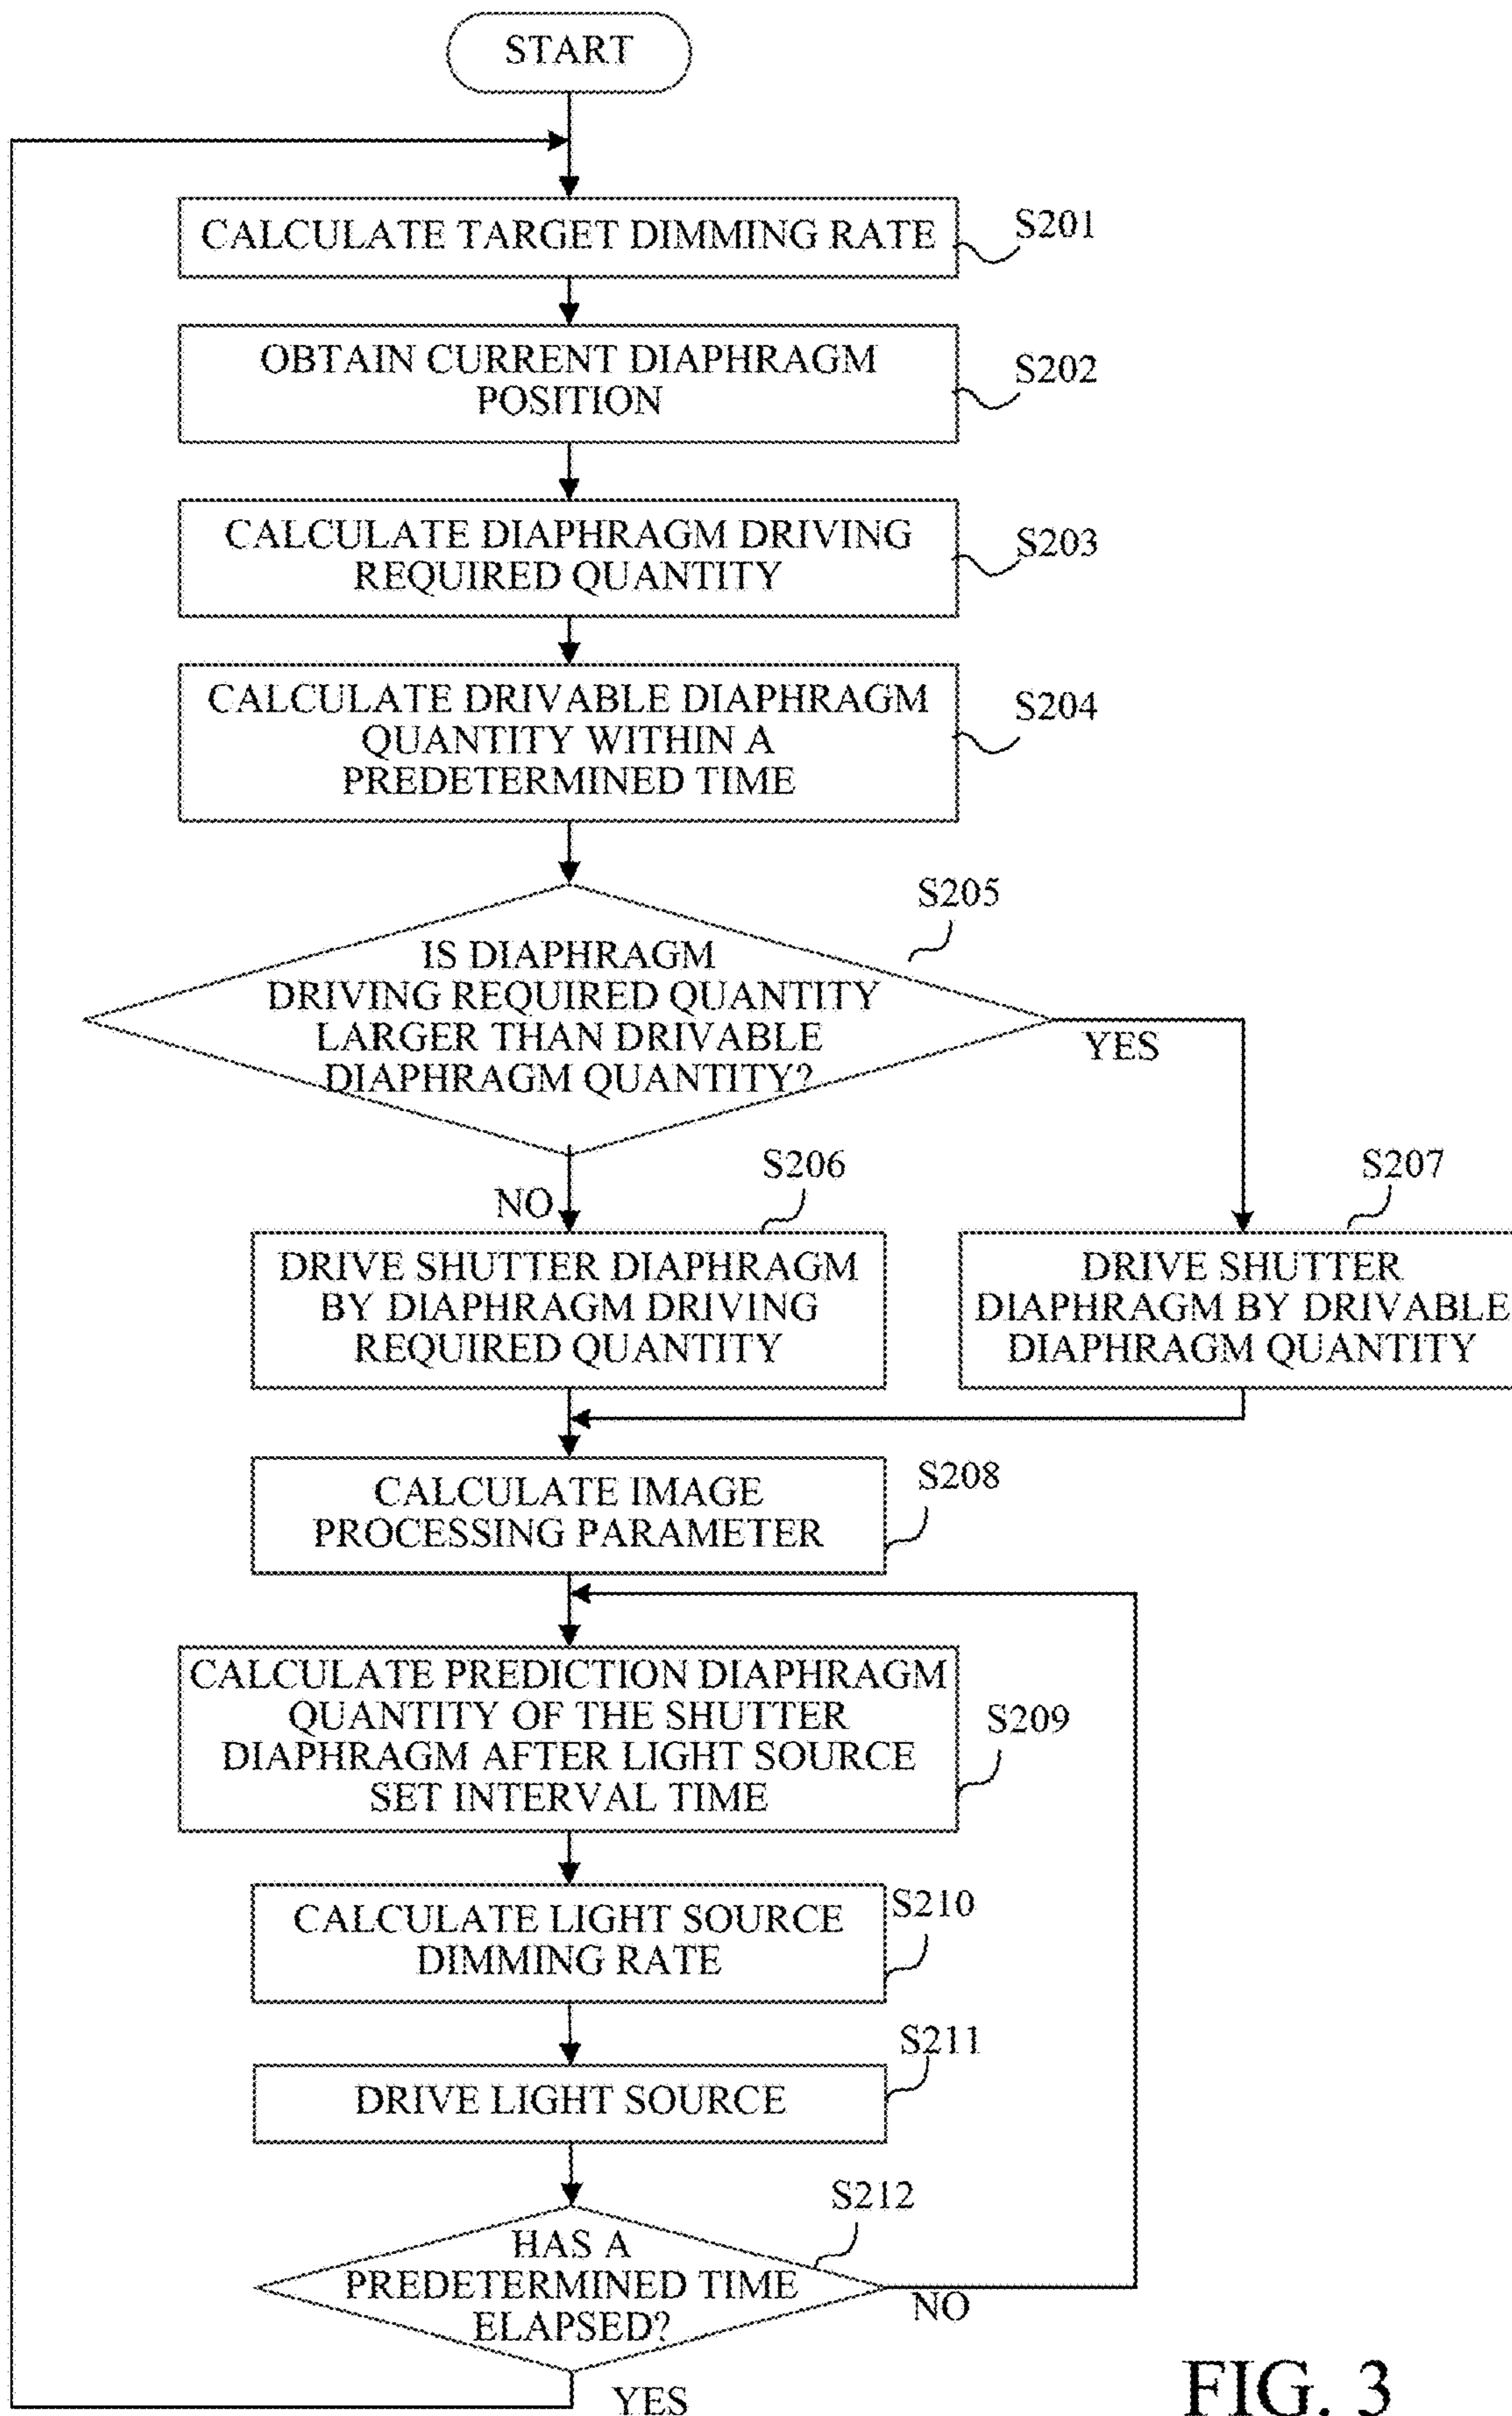 START
CALCULATE TARGET DIMMING RATE
S201
OBTAIN CURRENT DIAPHRAGM
POSITION
S202
CALCULATE DIAPHRAGM DRIVING
REQUIRED QUANTITY
S203
CALCULATE DRIVABLE DIAPHRAGM
QUANTITY WITHIN A
PREDETERMINED TIME
S204
S205
IS DIAPHRAGM
DRIVING REQUIRED QUANTITY
LARGER THAN DRIVABLE
DIAPHRAGM QUANTITY?
YES
NO
S206
S207
DRIVE SHUTTER DIAPHRAGM
BY DIAPHRAGM DRIVING
REQUIRED QUANTITY
DRIVE SHUTTER
DIAPHRAGM BY DRIVABLE
DIAPHRAGM QUANTITY
CALCULATE IMAGE
PROCESSING PARAMETER
S208
CALCULATE PREDICTION DIAPHRAGM
QUANTITY OF THE SHUTTER
DIAPHRAGM AFTER LIGHT SOURCE
SET INTERVAL TIME
S209
CALCULATE LIGHT SOURCE
DIMMING RATE
S210
DRIVE LIGHT SOURCE
S211
S212
HAS A
PREDETERMINED TIME
ELAPSED?
NO
YES
FIG. 3